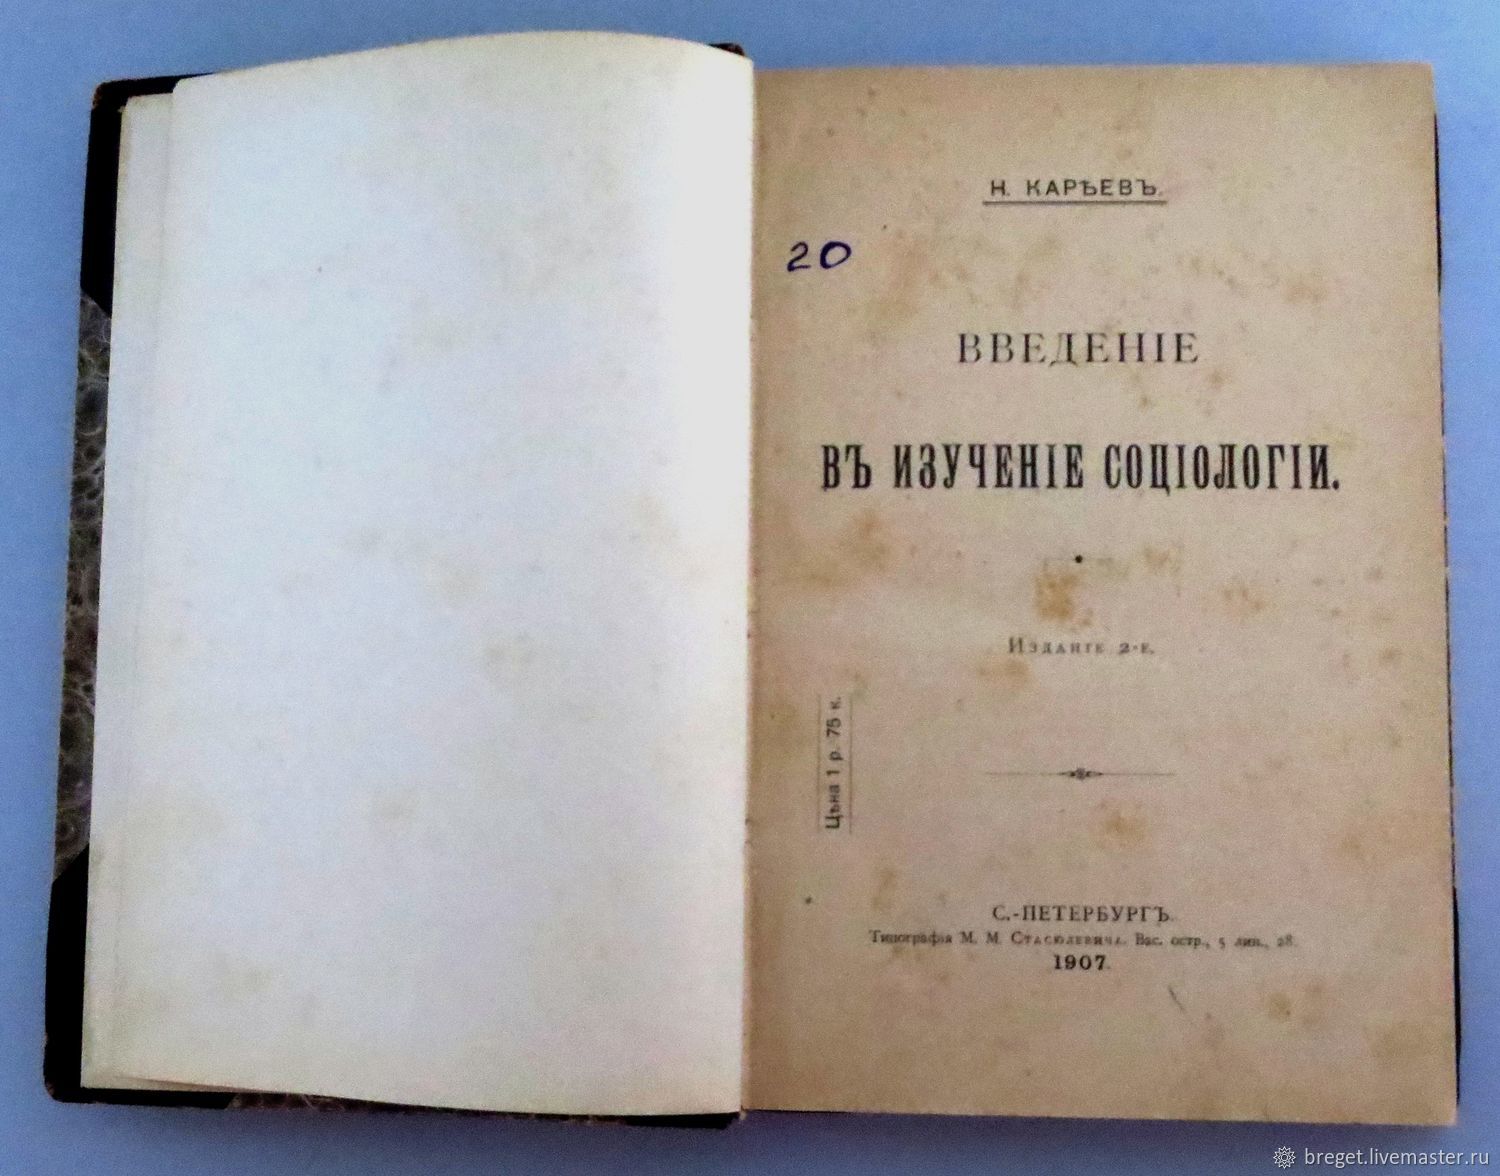 Н. КАРѢЕВЪ.
20
ВВЕДЕНІЕ
ВЪ ИЗУЧЕНІЕ СОЦІОЛОГІИ.
Изданіе 2-е.
Цѣна 1 р. 75 к.
С.-ПЕТЕРБУРГЪ.
Типографія М. М. Стасюлевича. Вас. остр., 5 лин., 28.
1907.
breget.livemaster.ru